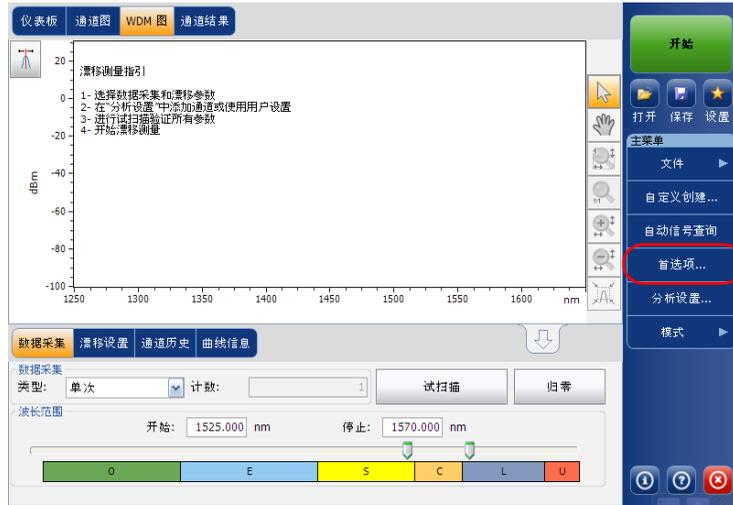 仪表板 通道图 WDM 图 通道结果
漂移测量指引
1- 选择数据采集和漂移参数
2- 在“分析设置”中添加通道或使用用户设置
3- 进行试扫描验证所有参数
4- 开始漂移测量
20
0
-20
-40
-60
-80
-100
dBm
1250 1300 1350 1400 1450 1500 1550 1600 nm
1:1
数据采集 漂移设置 通道历史 曲线信息
数据采集
类型: 单次 计数: 1 试扫描 归零
波长范围
开始: 1525.000 nm 停止: 1570.000 nm
O E S C L U
开始
打开 保存 设置
主菜单
文件
自定义创建...
自动信号查询
首选项...
分析设置...
模式